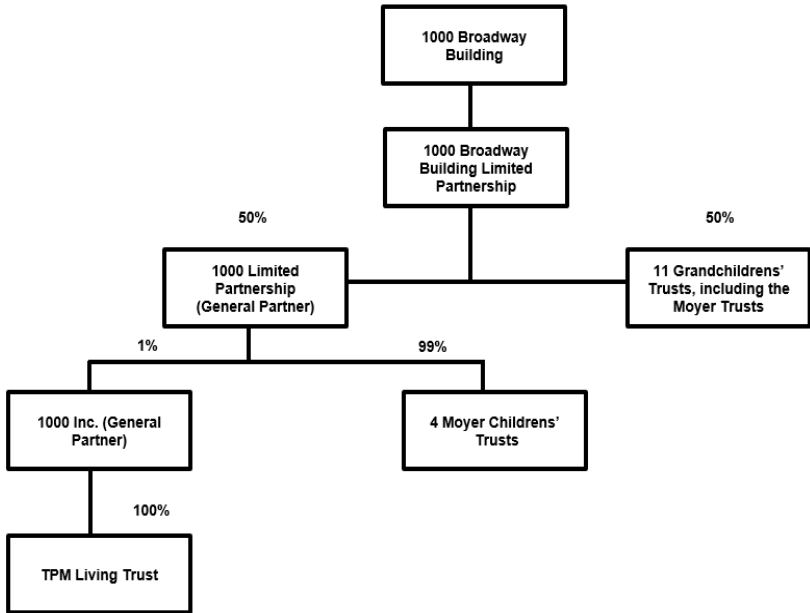 1000 Broadway
Building
1000 Broadway
Building Limited
Partnership
50%
50%
1000 Limited
Partnership
(General Partner)
11 Grandchildrens’
Trusts, including the
Moyer Trusts
1%
99%
1000 Inc. (General
Partner)
4 Moyer Childrens’
Trusts
100%
TPM Living Trust